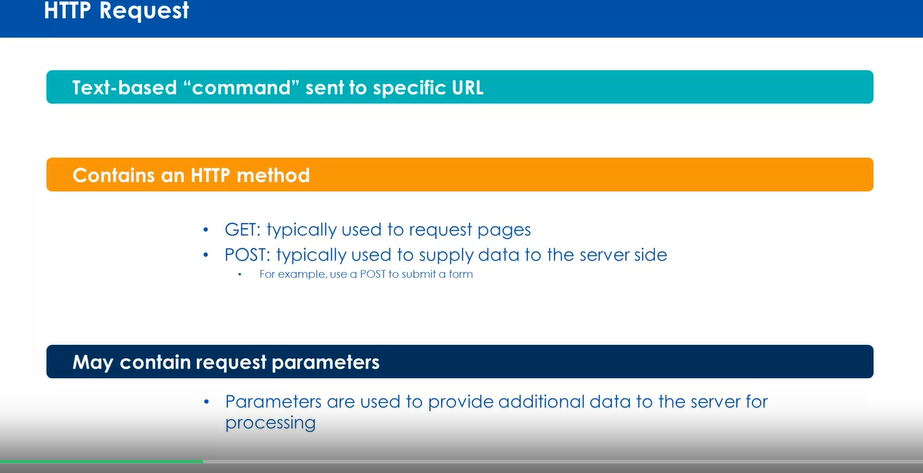 HTTP Request
Text-based “command” sent to specific URL
Contains an HTTP method
• GET: typically used to request pages
• POST: typically used to supply data to the server side
• For example, use a POST to submit a form
May contain request parameters
• Parameters are used to provide additional data to the server for
processing